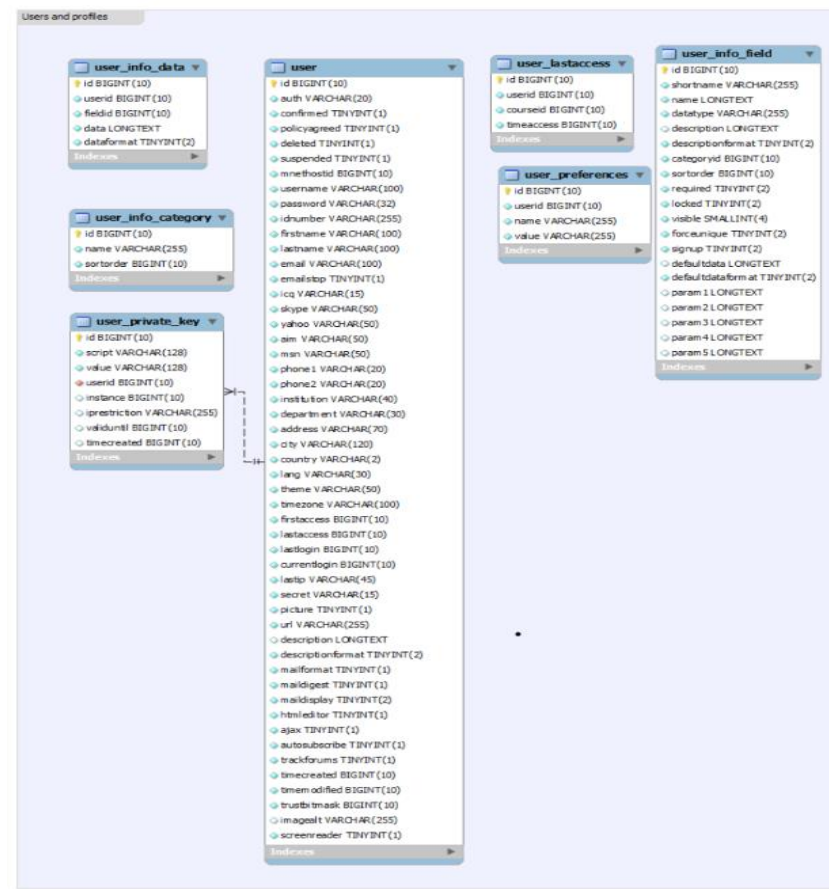 Users and profiles
user_info_data
id BIGINT(10)
userid BIGINT(10)
fieldid BIGINT(10)
data LONGTEXT
dataformat TINYINT(2)
Indexes
user_info_category
id BIGINT(10)
name VARCHAR(255)
sortorder BIGINT(10)
Indexes
user_private_key
id BIGINT(10)
script VARCHAR(128)
value VARCHAR(128)
userid BIGINT(10)
instance BIGINT(10)
iprestriction VARCHAR(255)
validuntil BIGINT(10)
timecreated BIGINT(10)
Indexes
user
id BIGINT(10)
auth VARCHAR(20)
confirmed TINYINT(1)
policyagreed TINYINT(1)
deleted TINYINT(1)
suspended TINYINT(1)
mnethostid BIGINT(10)
username VARCHAR(100)
password VARCHAR(32)
idnumber VARCHAR(255)
firstname VARCHAR(100)
lastname VARCHAR(100)
email VARCHAR(100)
emailstop TINYINT(1)
icq VARCHAR(15)
skype VARCHAR(50)
yahoo VARCHAR(50)
aim VARCHAR(50)
msn VARCHAR(50)
phone1 VARCHAR(20)
phone2 VARCHAR(20)
institution VARCHAR(40)
department VARCHAR(30)
address VARCHAR(70)
city VARCHAR(120)
country VARCHAR(2)
lang VARCHAR(30)
theme VARCHAR(50)
timezone VARCHAR(100)
firstaccess BIGINT(10)
lastaccess BIGINT(10)
lastlogin BIGINT(10)
currentlogin BIGINT(10)
lastip VARCHAR(45)
secret VARCHAR(15)
picture TINYINT(1)
url VARCHAR(255)
description LONGTEXT
descriptionformat TINYINT(2)
mailformat TINYINT(1)
maildigest TINYINT(1)
maildisplay TINYINT(2)
htmleditor TINYINT(1)
ajax TINYINT(1)
autosubscribe TINYINT(1)
trackforums TINYINT(1)
timecreated BIGINT(10)
timemodified BIGINT(10)
trustbitmask BIGINT(10)
imagealt VARCHAR(255)
screenreader TINYINT(1)
Indexes
user_lastaccess
id BIGINT(10)
userid BIGINT(10)
courseid BIGINT(10)
timeaccess BIGINT(10)
Indexes
user_preferences
id BIGINT(10)
userid BIGINT(10)
name VARCHAR(255)
value VARCHAR(255)
Indexes
user_info_field
id BIGINT(10)
shortname VARCHAR(255)
name LONGTEXT
datatype VARCHAR(255)
description LONGTEXT
descriptionformat TINYINT(2)
categoryid BIGINT(10)
sortorder BIGINT(10)
required TINYINT(2)
locked TINYINT(2)
visible SMALLINT(4)
forceunique TINYINT(2)
signup TINYINT(2)
defaultdata LONGTEXT
defaultdataformat TINYINT(2)
param1 LONGTEXT
param2 LONGTEXT
param3 LONGTEXT
param4 LONGTEXT
param5 LONGTEXT
Indexes